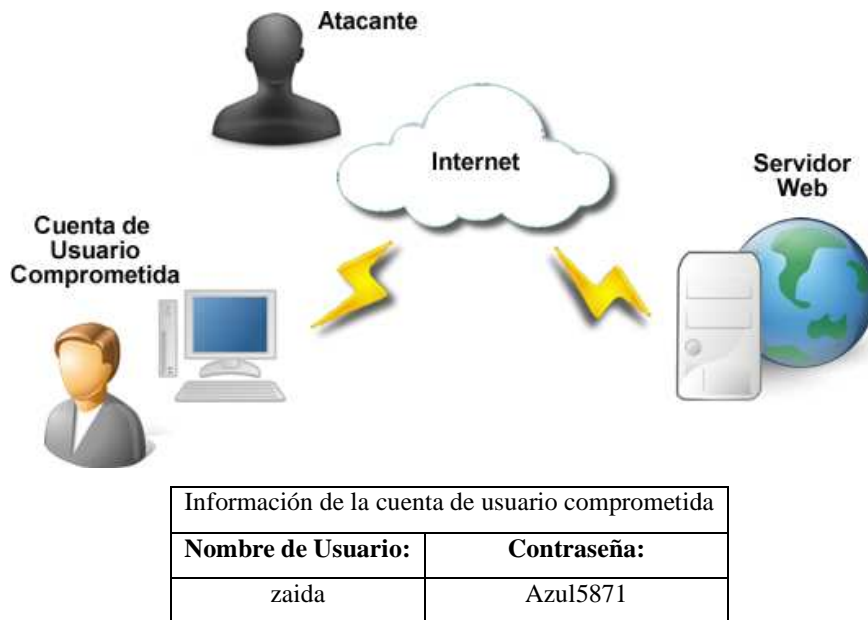 Atacante
Internet
Servidor
Web
Cuenta de
Usuario
Comprometida
Información de la cuenta de usuario comprometida
Nombre de Usuario: Contraseña:
zaida Azul5871